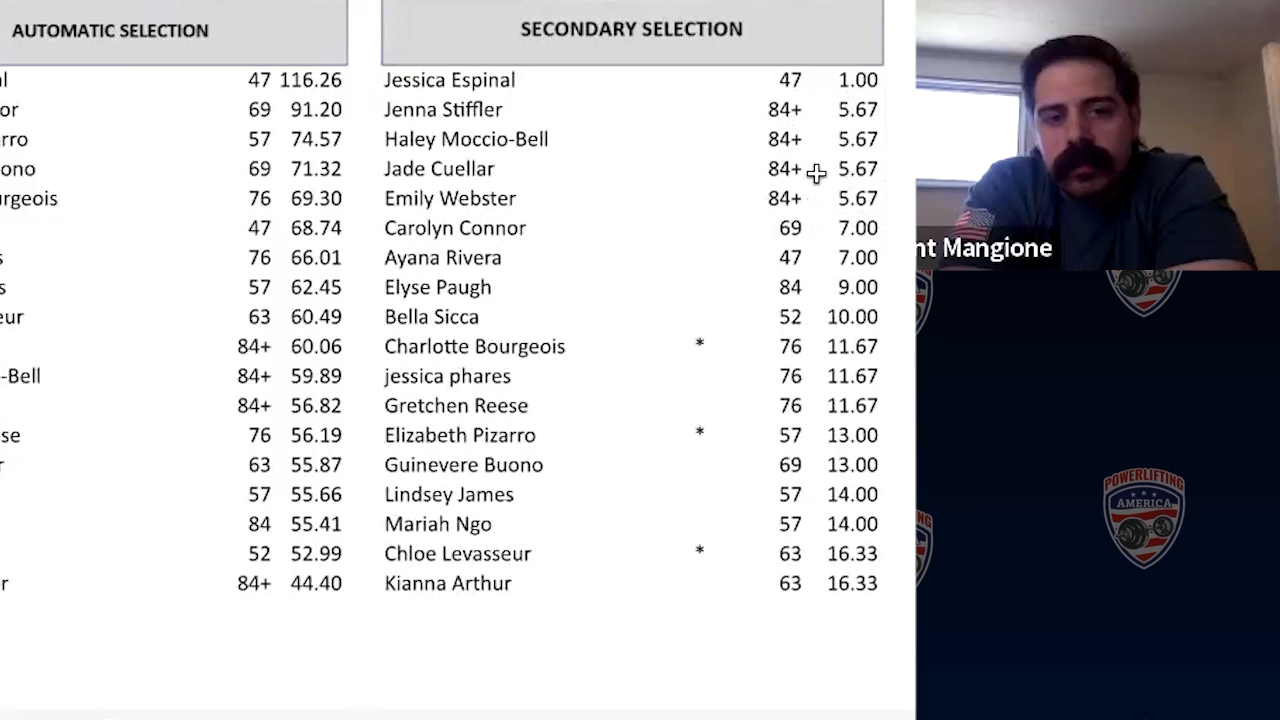 AUTOMATIC SELECTION
SECONDARY SELECTION
l 47 116.26 Jessica Espinal 47 1.00
or 69 91.20 Jenna Stiffler 84+ 5.67
rro 57 74.57 Haley Moccio-Bell 84+ 5.67
ono 69 71.32 Jade Cuellar 84+ 5.67
urgeois 76 69.30 Emily Webster 84+ 5.67
47 68.74 Carolyn Connor 69 7.00
s 76 66.01 Ayana Rivera 47 7.00
s 57 62.45 Elyse Paugh 84 9.00
eur 63 60.49 Bella Sicca 52 10.00
84+ 60.06 Charlotte Bourgeois * 76 11.67
-Bell 84+ 59.89 jessica phares 76 11.67
84+ 56.82 Gretchen Reese 76 11.67
se 76 56.19 Elizabeth Pizarro * 57 13.00
r 63 55.87 Guinevere Buono 69 13.00
57 55.66 Lindsey James 57 14.00
84 55.41 Mariah Ngo 57 14.00
52 52.99 Chloe Levasseur * 63 16.33
r 84+ 44.40 Kianna Arthur 63 16.33
nt Mangione
POWERLIFTING
AMERICA